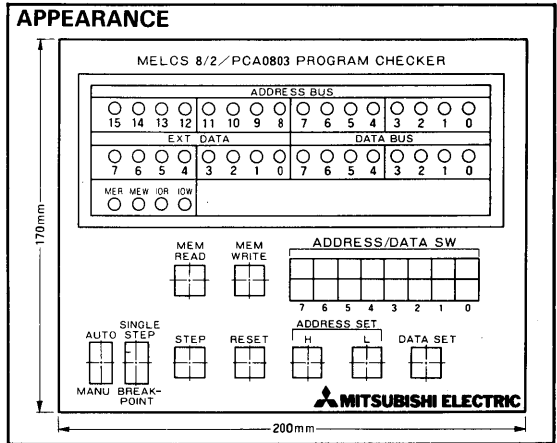 APPEARANCE
MELCS 8/2/PCA0803 PROGRAM CHECKER
ADDRESS BUS
15 14 13 12 11 10 9 8 7 6 5 4 3 2 1 0
EXT DATA DATA BUS
7 6 5 4 3 2 1 0 7 6 5 4 3 2 1 0
MER MEW IOR IOW
170mm
MEM READ
MEM WRITE
ADDRESS/DATA SW
7 6 5 4 3 2 1 0
AUTO
MANU
SINGLE STEP
BREAK-
POINT
STEP
RESET
ADDRESS SET
H L
DATA SET
MITSUBISHI ELECTRIC
200mm